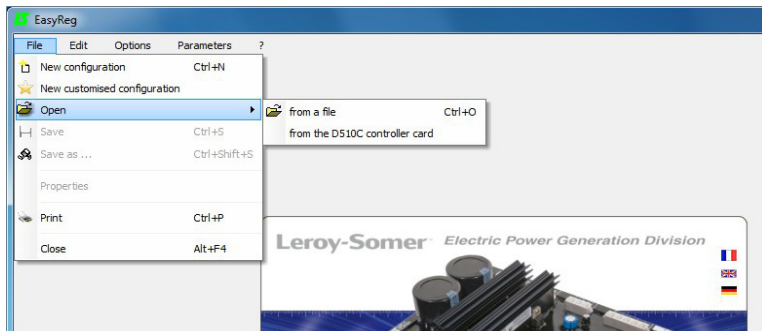 EasyReg
File Edit Options Parameters ?
New configuration Ctrl+N
New customised configuration
Open
from a file Ctrl+O
from the D510C controller card
Save Ctrl+S
Save as ... Ctrl+Shift+S
Properties
Print Ctrl+P
Close Alt+F4
Leroy-Somer Electric Power Generation Division